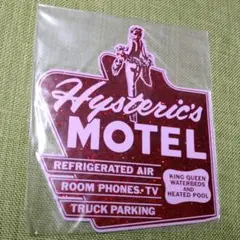 Hysteric's
MOTEL
REFRIGERATED AIR
ROOM PHONES・TV
TRUCK PARKING
KING QUEEN
WATERBEDS
AND
HEATED POOL